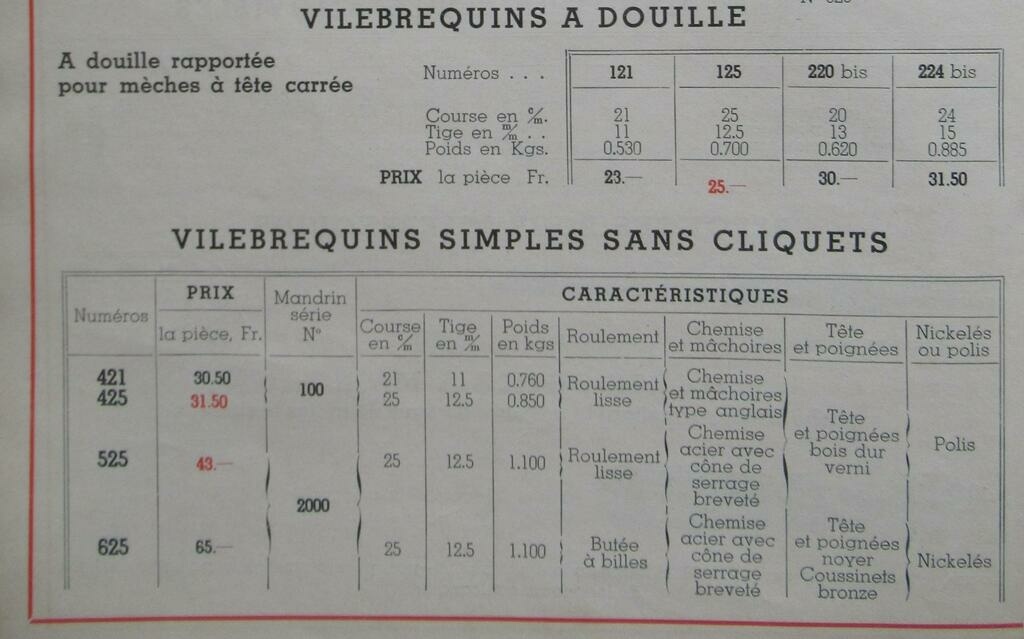 VILEBREQUINS A DOUILLE
A douille rapportée
pour mèches à tête carrée
Numéros . . . 121 125 220 bis 224 bis
Course en c/m. 21 25 20 24
Tige en m/m . . 11 12.5 13 15
Poids en Kgs. 0.530 0.700 0.620 0.885
PRIX la pièce Fr. 23.— 25.— 30.— 31.50
VILEBREQUINS SIMPLES SANS CLIQUETS
Numéros
PRIX
la pièce, Fr.
Mandrin
série
N°
CARACTÉRISTIQUES
Course
en c/m
Tige
en m/m
Poids
en kgs
Roulement
Chemise
et mâchoires
Tête
et poignées
Nickelés
ou polis
421 30.50 21 11 0.760
425 31.50 25 12.5 0.850
100
Roulement
lisse
Chemise
et mâchoires
type anglais
525 43.— 25 12.5 1.100
Roulement
lisse
Chemise
acier avec
cône de
serrage
breveté
Tête
et poignées
bois dur
verni
Polis
2000
625 65.— 25 12.5 1.100
Butée
à billes
Chemise
acier avec
cône de
serrage
breveté
Tête
et poignées
noyer
Coussinets
bronze
Nickelés